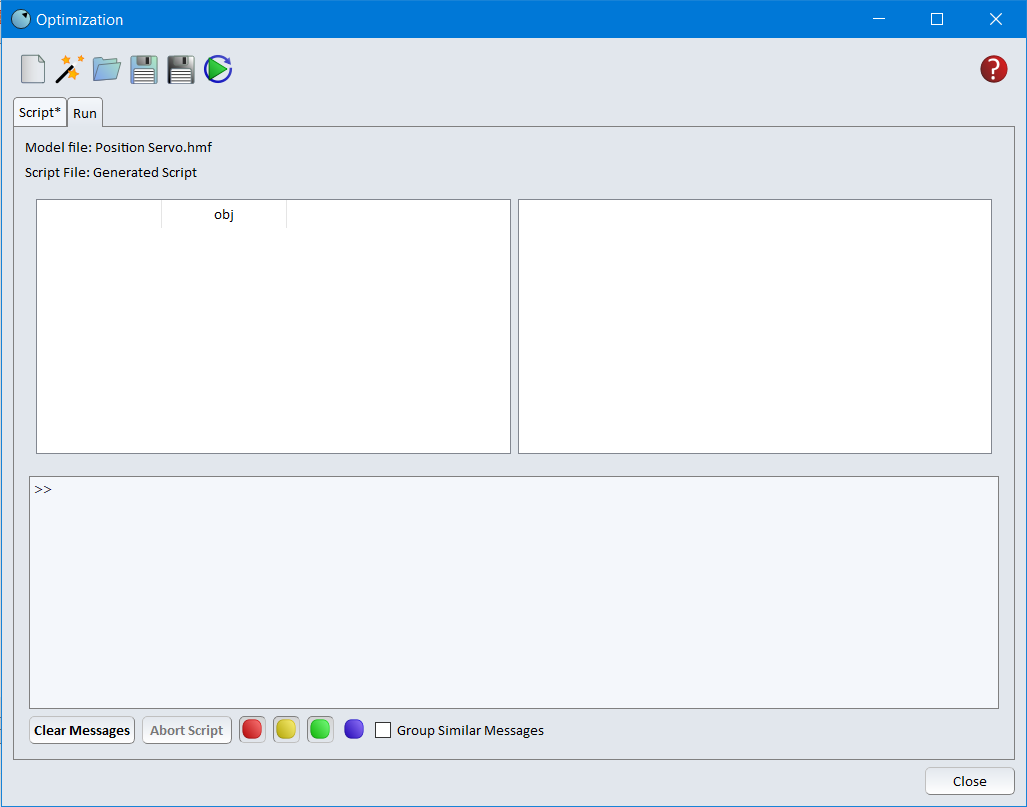 Optimization
?
Script* Run
Model file: Position Servo.hmf
Script File: Generated Script
obj
>>
Clear Messages Abort Script Group Similar Messages
Close